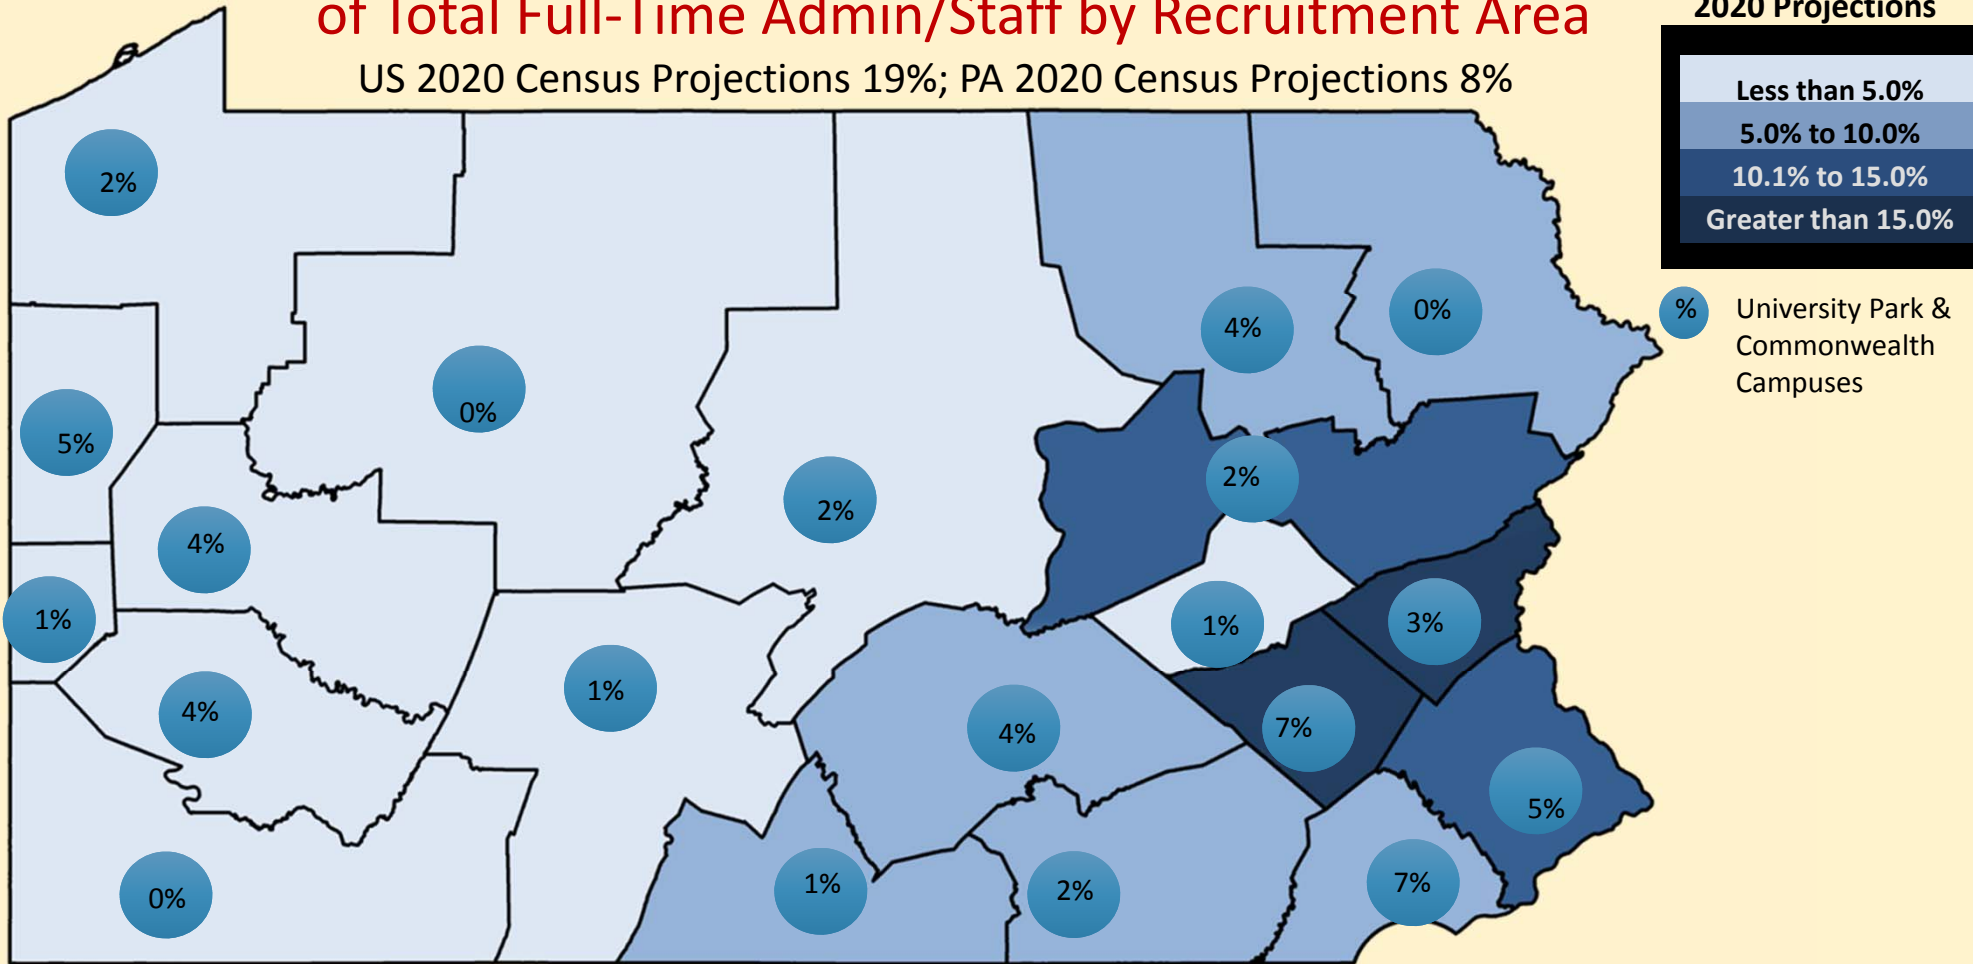 of Total Full-Time Admin/Staff by Recruitment Area
US 2020 Census Projections 19%; PA 2020 Census Projections 8%
2020 Projections
Less than 5.0%
5.0% to 10.0%
10.1% to 15.0%
Greater than 15.0%
%
University Park &
Commonwealth
Campuses
2%
4%
0%
0%
5%
2%
2%
4%
1%
1%
3%
1%
4%
4%
7%
5%
0%
1%
2%
7%